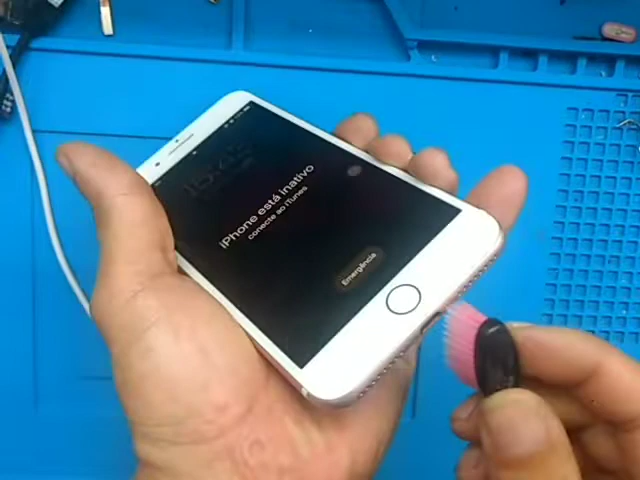 iPhone está inativo
conecte ao iTunes
Emergência